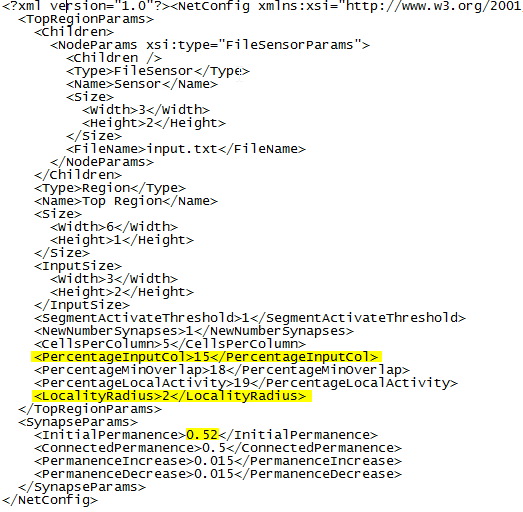 <?xml version="1.0"?><NetConfig xmlns:xsi="http://www.w3.org/2001
<TopRegionParams>
<Children>
<NodeParams xsi:type="FileSensorParams">
<Children />
<Type>FileSensor</Type>
<Name>Sensor</Name>
<Size>
<Width>3</Width>
<Height>2</Height>
</Size>
<FileName>input.txt</FileName>
</NodeParams>
</Children>
<Type>Region</Type>
<Name>Top Region</Name>
<Size>
<Width>6</Width>
<Height>1</Height>
</Size>
<InputSize>
<Width>3</Width>
<Height>2</Height>
</InputSize>
<SegmentActivateThreshold>1</SegmentActivateThreshold>
<NewNumberSynapses>1</NewNumberSynapses>
<CellsPerColumn>5</CellsPerColumn>
<PercentageInputCol>15</PercentageInputCol>
<PercentageMinOverlap>18</PercentageMinOverlap>
<PercentageLocalActivity>19</PercentageLocalActivity>
<LocalityRadius>2</LocalityRadius>
</TopRegionParams>
<SynapseParams>
<InitialPermanence>0.52</InitialPermanence>
<ConnectedPermanence>0.5</ConnectedPermanence>
<PermanenceIncrease>0.015</PermanenceIncrease>
<PermanenceDecrease>0.015</PermanenceDecrease>
</SynapseParams>
</NetConfig>